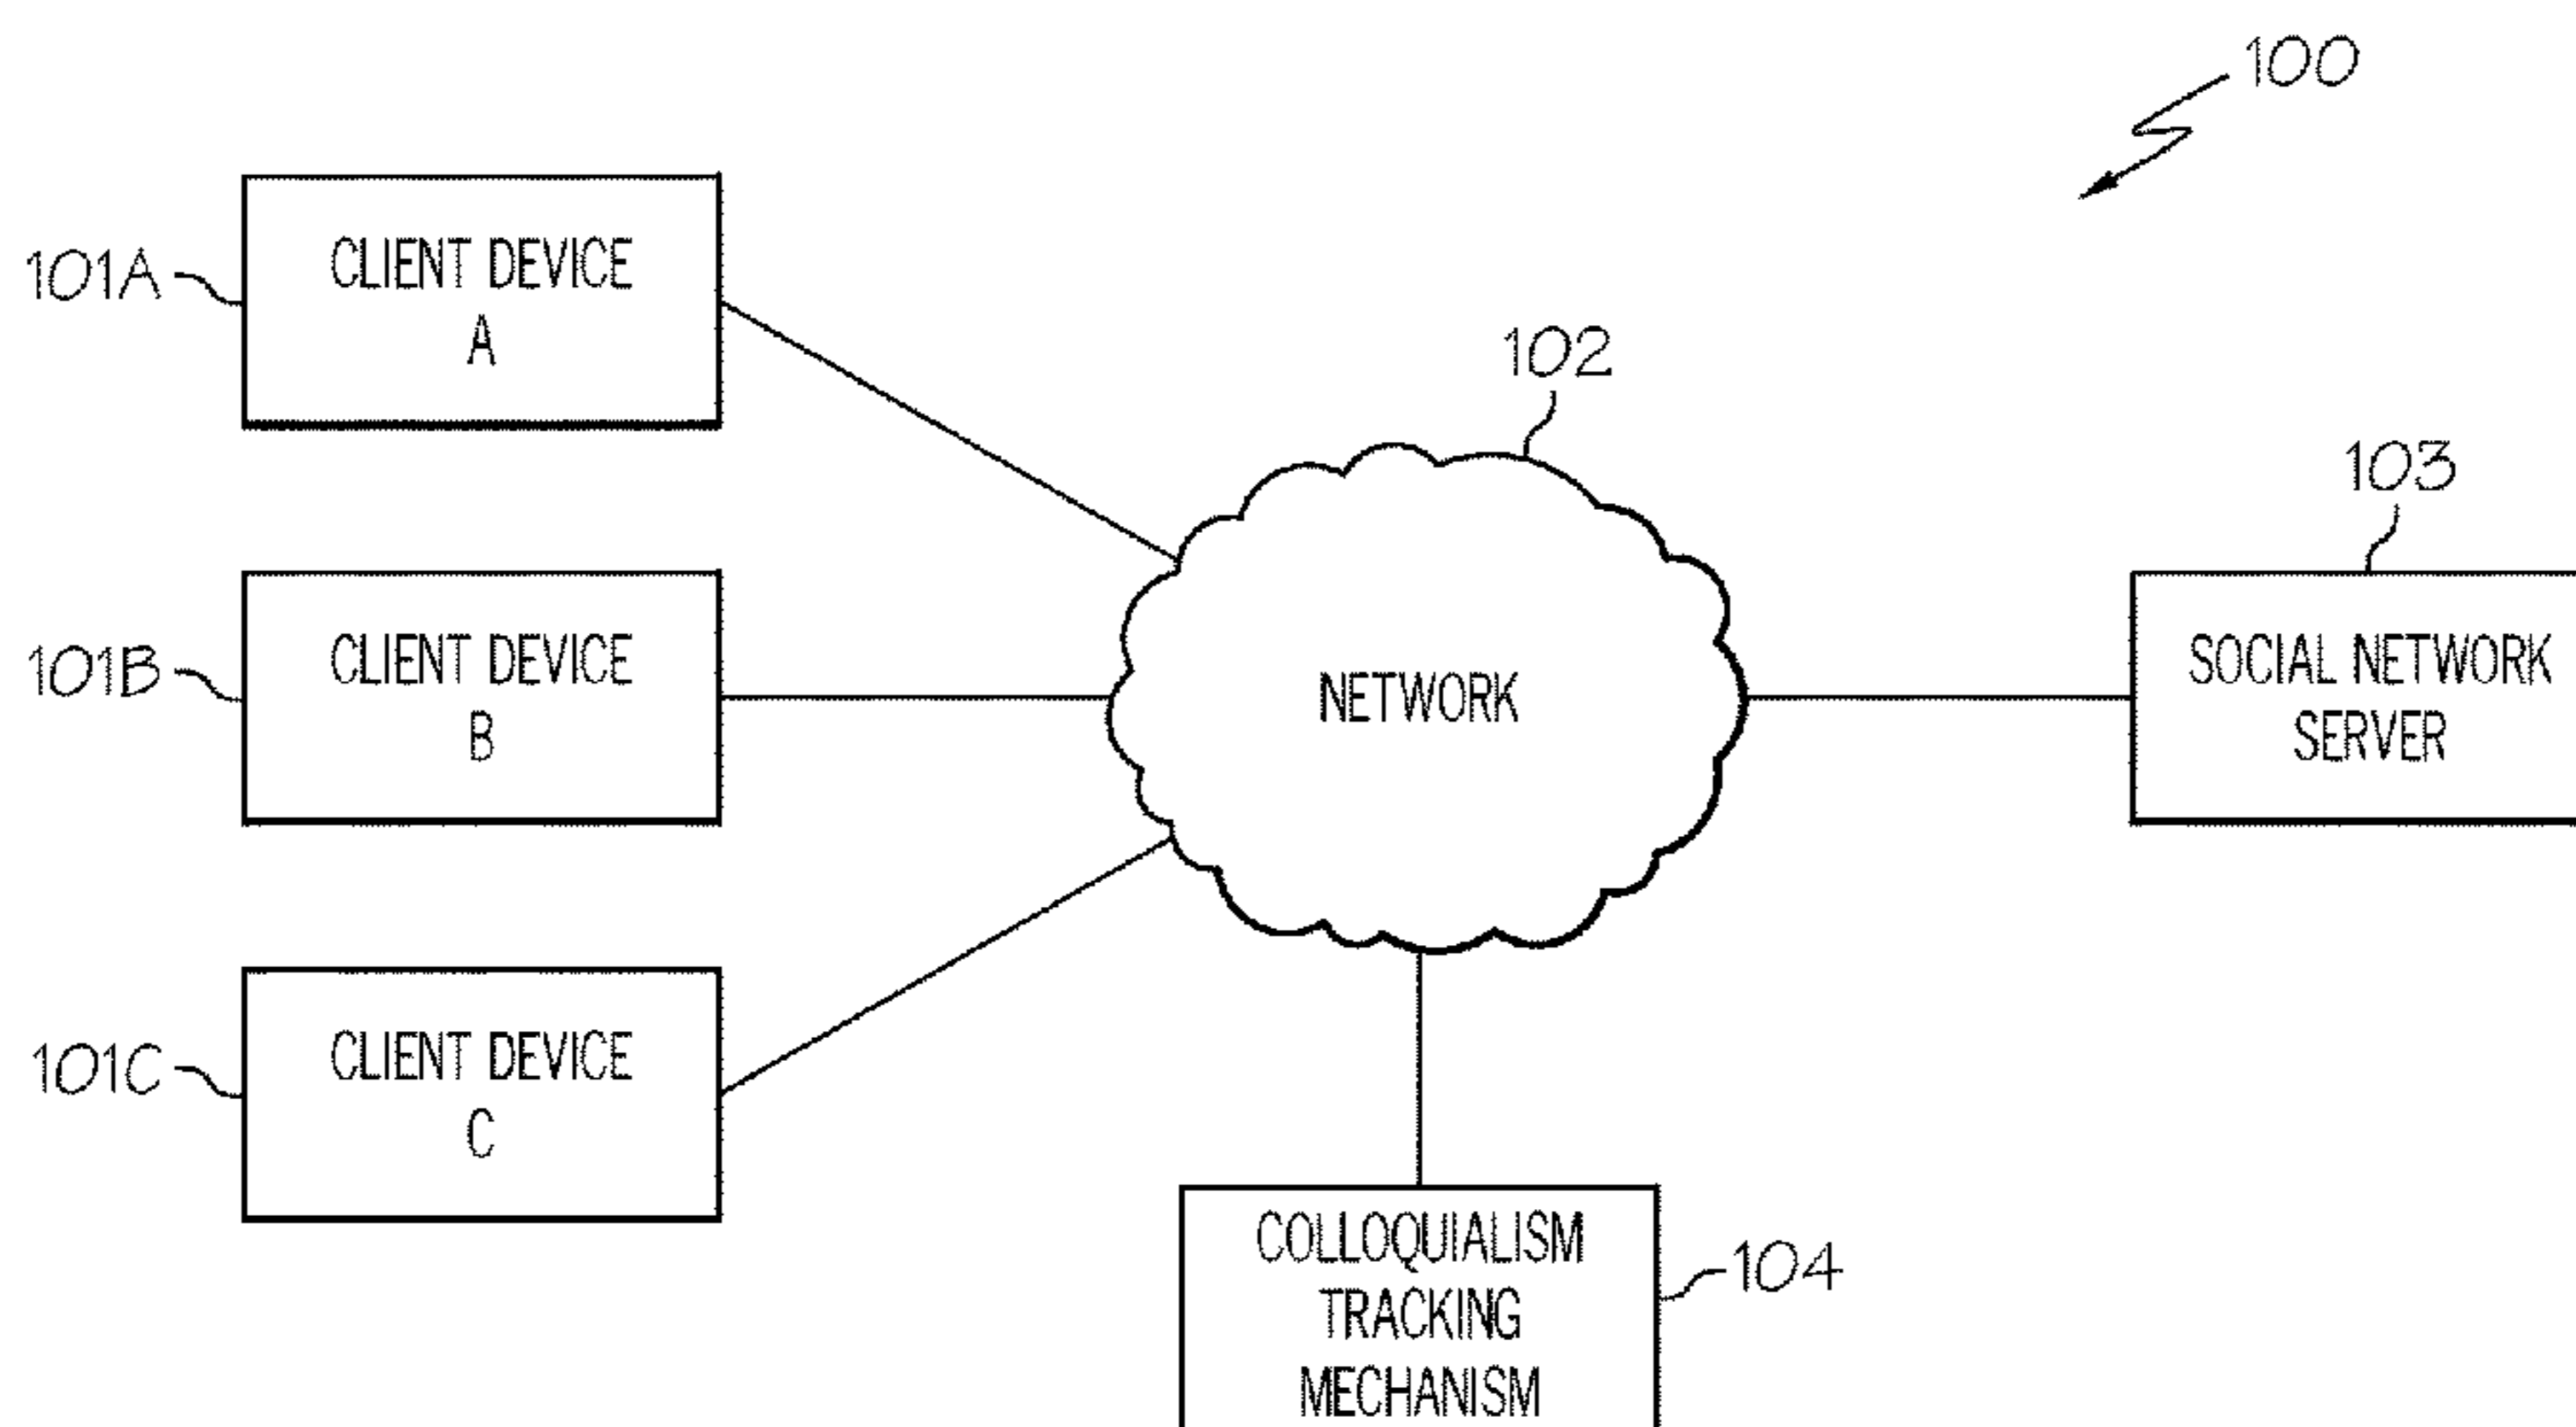 100
101A
CLIENT DEVICE
A
102
103
101B
CLIENT DEVICE
B
NETWORK
SOCIAL NETWORK
SERVER
101C
CLIENT DEVICE
C
COLLOQUIALISM
TRACKING
MECHANISM
104